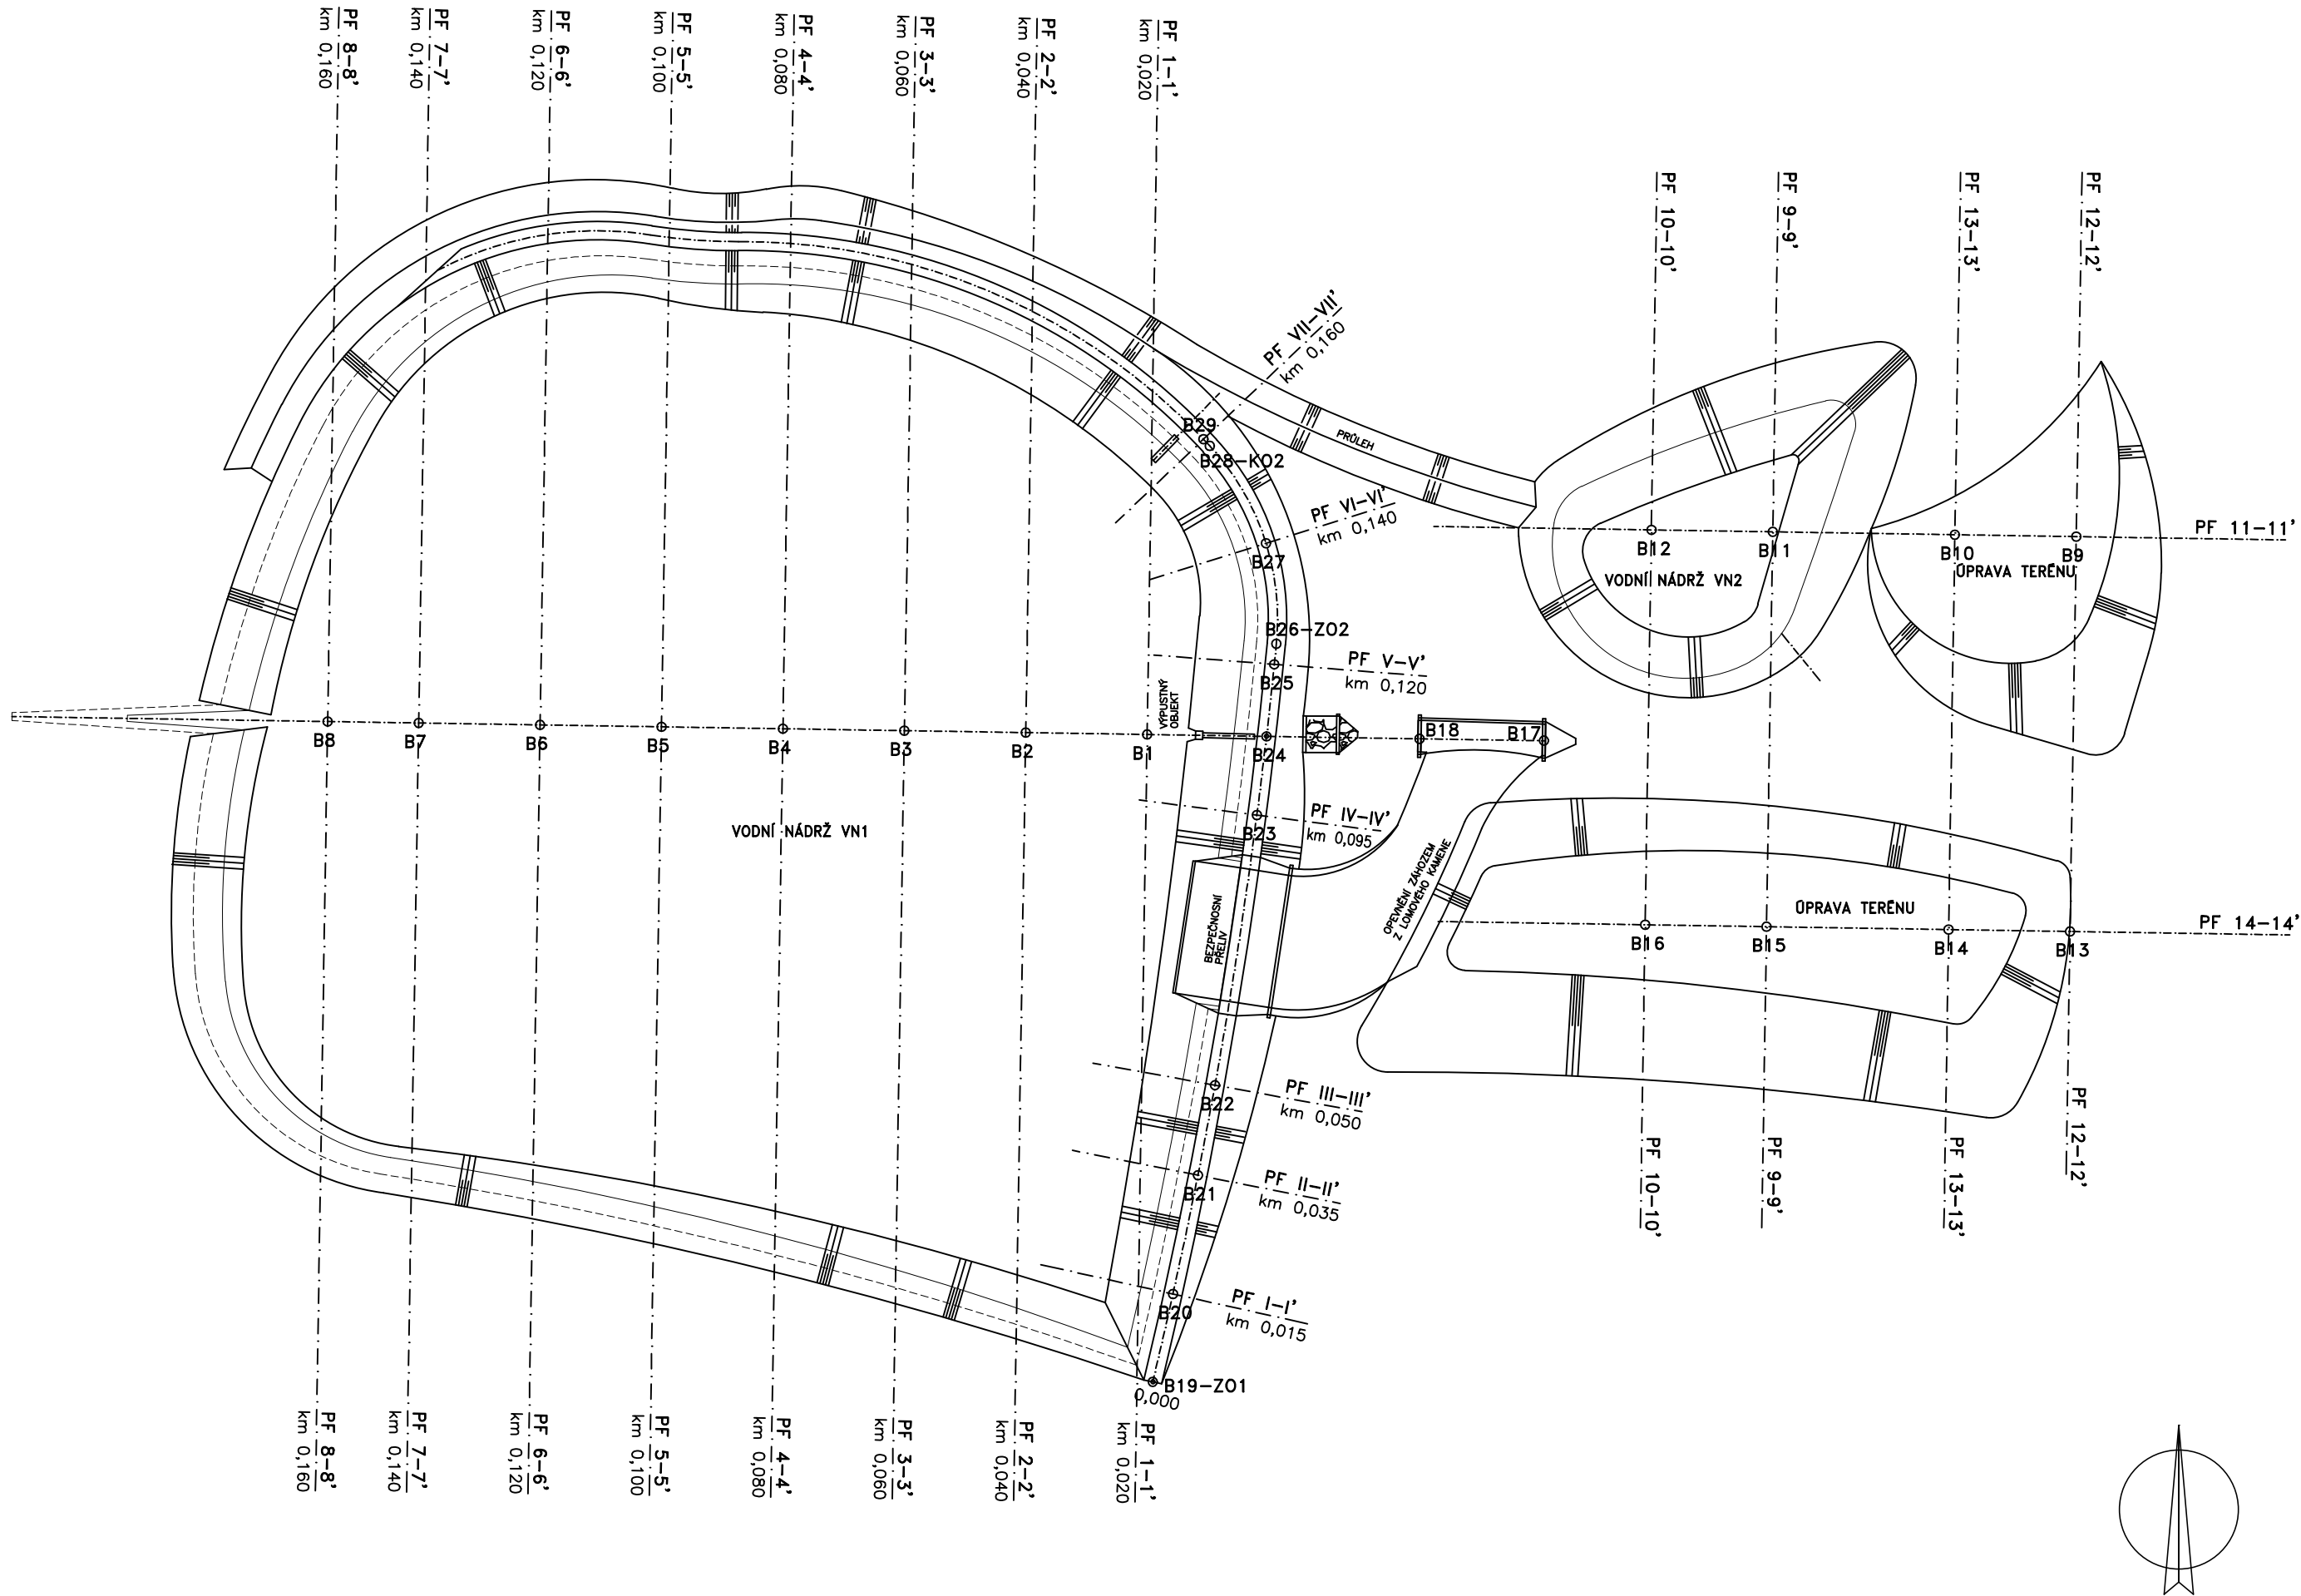 PF 8-8'
km 0,160
PF 7-7'
km 0,140
PF 6-6'
km 0,120
PF 5-5'
km 0,100
PF 4-4'
km 0,080
PF 3-3'
km 0,060
PF 2-2'
km 0,040
PF 1-1'
km 0,020
PF 10-10'
PF 9-9'
PF 13-13'
PF 12-12'
PF VII-VII'
km 0,160
B29
B28-KO2
PRŮLEH
PF VI-VI'
km 0,140
B27
PF 11-11'
B12
B11
B10
B9
VODNÍ NÁDRŽ VN2
ÚPRAVA TERÉNU
B26-ZO2
PF V-V'
km 0,120
B25
VÝPUSTNÝ
OBJEKT
B8
B7
B6
B5
B4
B3
B2
B1
B24
B18
B17
VODNÍ NÁDRŽ VN1
PF IV-IV'
km 0,095
B23
OPEVNĚNÍ ZÁHOZEM
Z LOMOVÉHO KAMENE
BEZPEČNOSNÍ
PŘELIV
ÚPRAVA TERÉNU
PF 14-14'
B16
B15
B14
B13
PF III-III'
km 0,050
B22
PF II-II'
km 0,035
B21
PF I-I'
km 0,015
B20
B19-ZO1
0,000
PF 10-10'
PF 9-9'
PF 13-13'
PF 12-12'
PF 8-8'
km 0,160
PF 7-7'
km 0,140
PF 6-6'
km 0,120
PF 5-5'
km 0,100
PF 4-4'
km 0,080
PF 3-3'
km 0,060
PF 2-2'
km 0,040
PF 1-1'
km 0,020